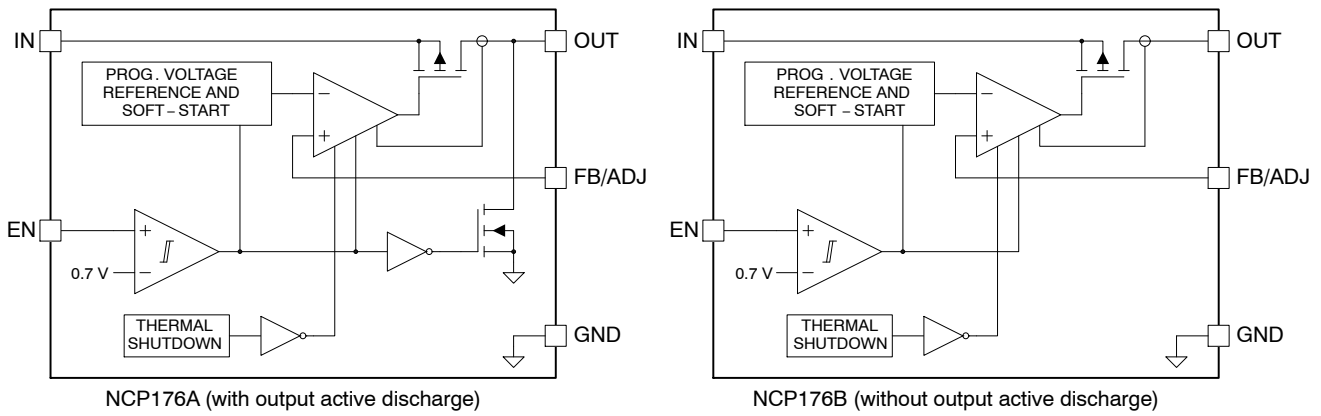 IN
OUT
PROG . VOLTAGE
REFERENCE AND
SOFT – START
−
+
FB/ADJ
EN
+
0.7 V
−
THERMAL
SHUTDOWN
GND
NCP176A (with output active discharge)
IN
OUT
PROG . VOLTAGE
REFERENCE AND
SOFT – START
−
+
FB/ADJ
EN
+
0.7 V
−
THERMAL
SHUTDOWN
GND
NCP176B (without output active discharge)